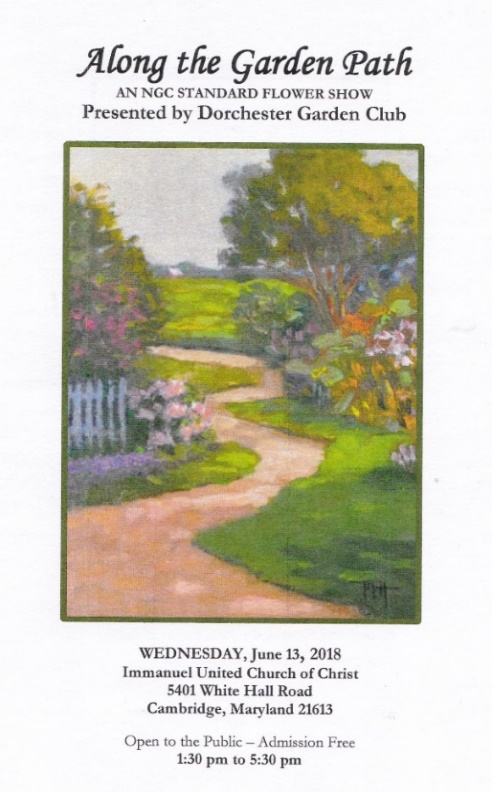 Along the Garden Path
AN NGC STANDARD FLOWER SHOW
Presented by Dorchester Garden Club
WEDNESDAY, June 13, 2018
Immanuel United Church of Christ
5401 White Hall Road
Cambridge, Maryland 21613
Open to the Public – Admission Free
1:30 pm to 5:30 pm